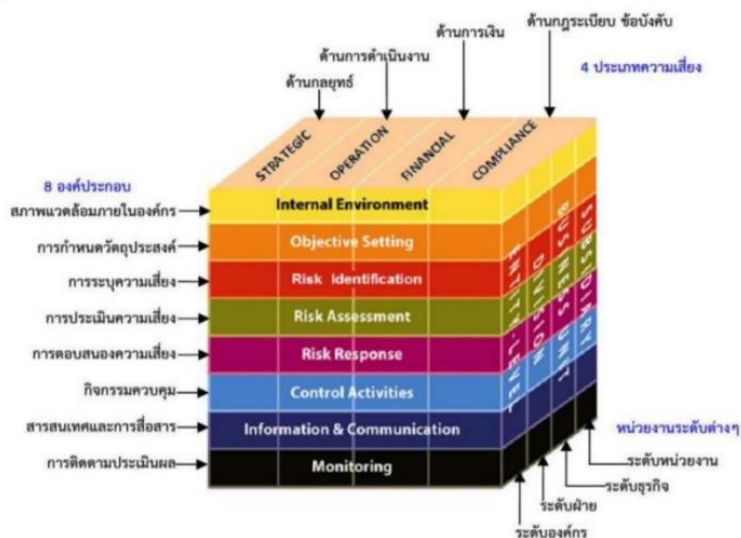 ด้านกฎระเบียบ ข้อบังคับ
ด้านการเงิน
ด้านการดำเนินงาน
ด้านกลยุทธ์
4 ประเภทความเสี่ยง
STRATEGIC
OPERATION
FINANCIAL
COMPLIANCE
8 องค์ประกอบ
สภาพแวดล้อมภายในองค์กร
Internal Environment
การกำหนดวัตถุประสงค์
Objective Setting
การระบุความเสี่ยง
Risk Identification
การประเมินความเสี่ยง
Risk Assessment
การตอบสนองความเสี่ยง
Risk Response
กิจกรรมควบคุม
Control Activities
สารสนเทศและการสื่อสาร
Information & Communication
การติดตามประเมินผล
Monitoring
ENTITY-LEVEL
DIVISION
BUSINESS UNIT
SUBSIDIARY
หน่วยงานระดับต่างๆ
ระดับหน่วยงาน
ระดับธุรกิจ
ระดับฝ่าย
ระดับองค์กร